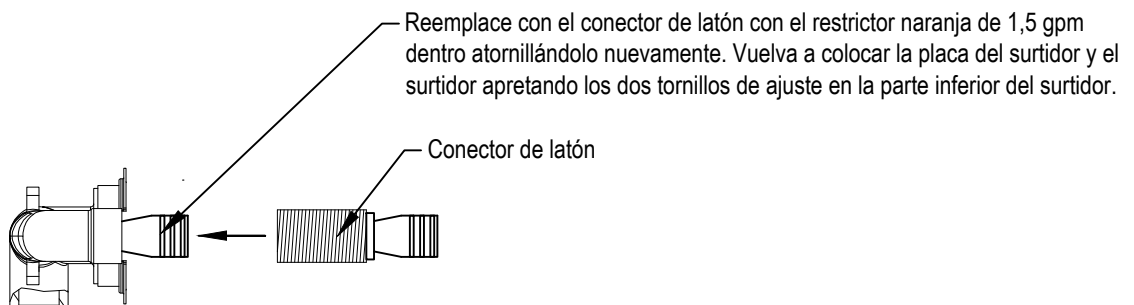 Reemplace con el conector de latón con el restrictor naranja de 1,5 gpm
dentro atornillándolo nuevamente. Vuelva a colocar la placa del surtidor y el
surtidor apretando los dos tornillos de ajuste en la parte inferior del surtidor.
Conector de latón